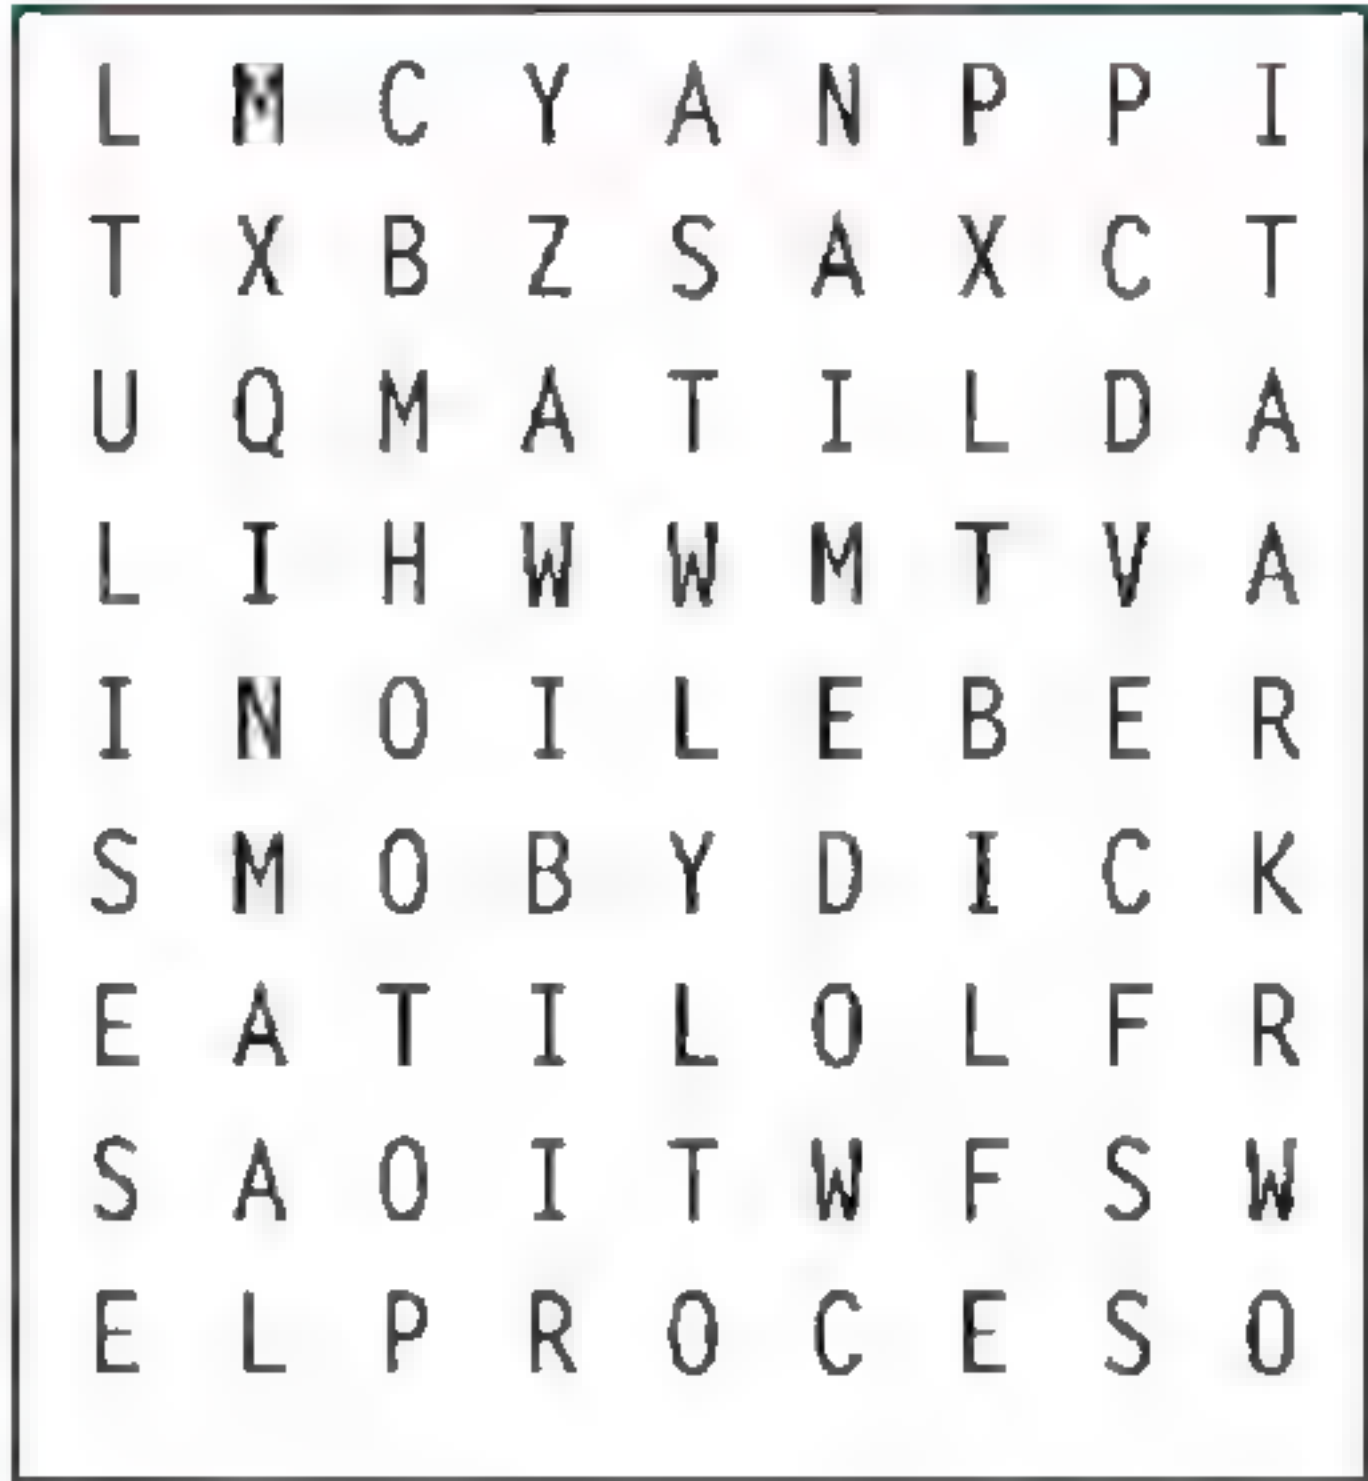 L M C Y A N P P I
T X B Z S A X C T
U Q M A T I L D A
L I H W W M T V A
I N O I L E B E R
S M O B Y D I C K
E A T I L O L F R
S A O I T W F S W
E L P R O C E S O